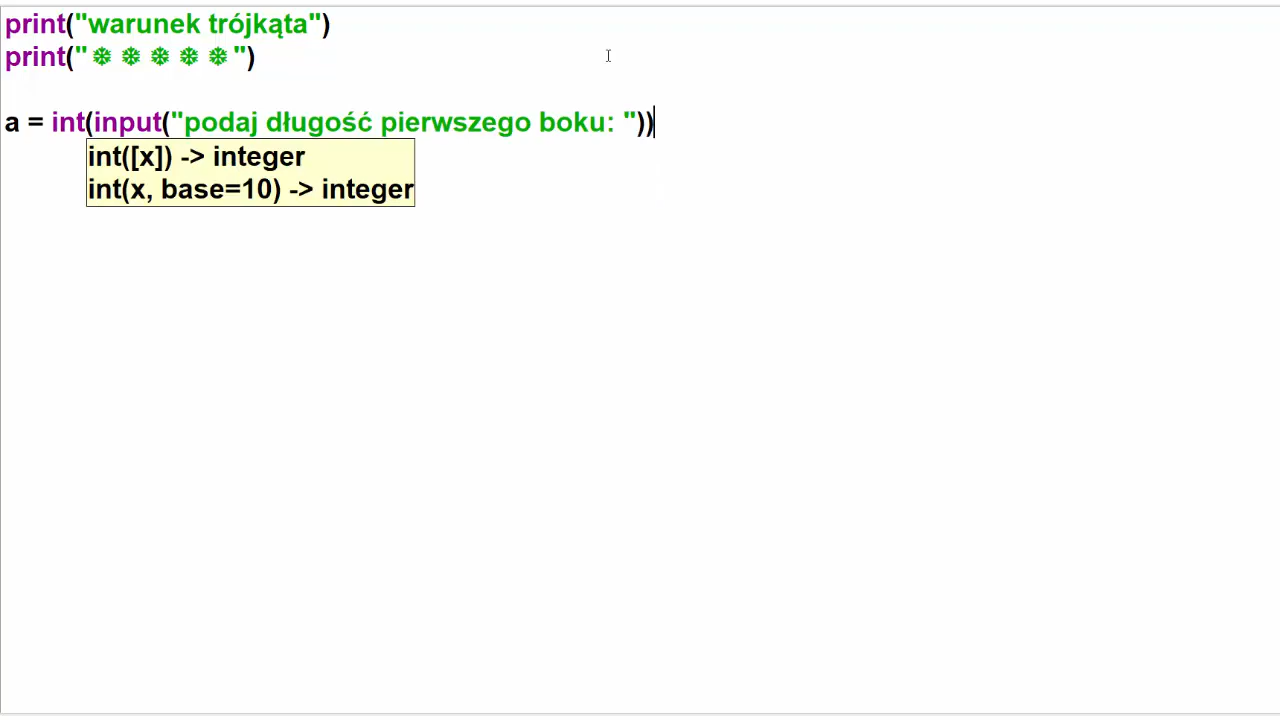 print("warunek trójkąta")
print("❄ ❄ ❄ ❄ ❄")
a = int(input("podaj długość pierwszego boku: "))
int([x]) -> integer
int(x, base=10) -> integer